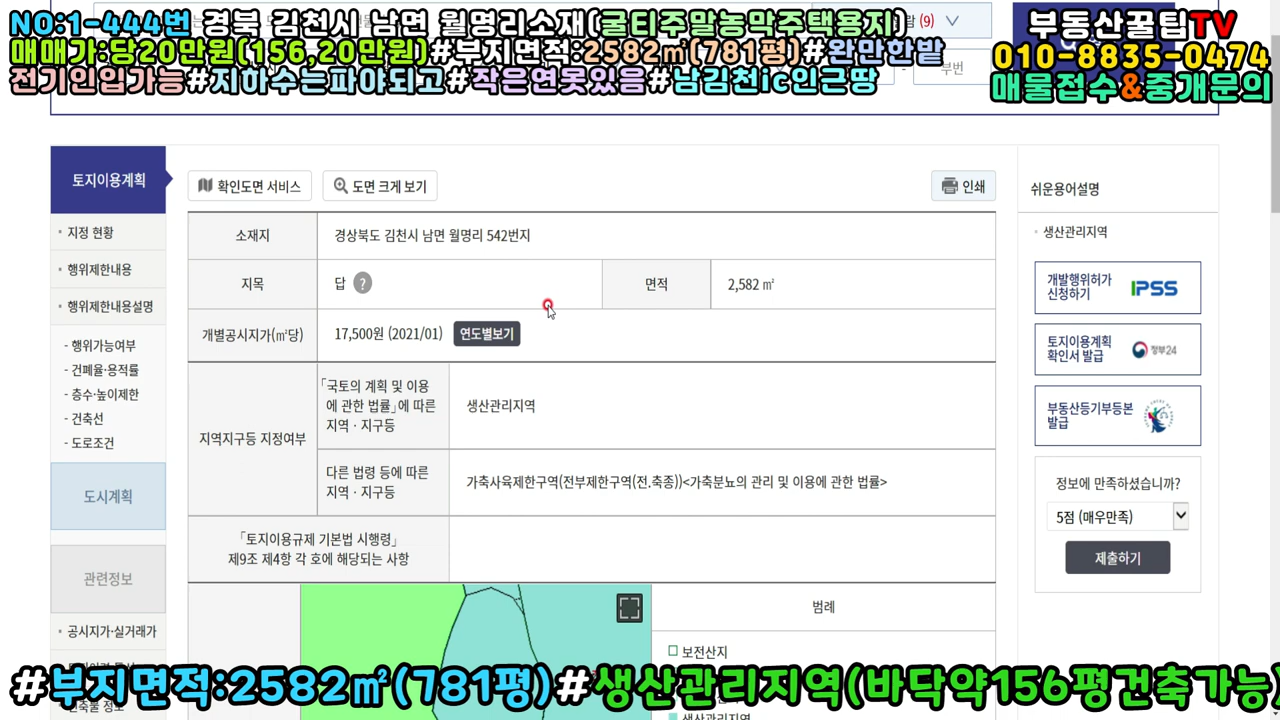 NO:1-444번 경북 김천시 남면 월명리소재(굴티주말농막주택용지)
매매가:당20만원(156,20만원)#부지면적:2582㎡(781평)#완만한밭
전기인입가능#지하수는파야되고#작은연못있음#남김천ic인근땅
부동산꿀팁TV
010-8835-0474
매물접수&중개문의
(9)
부번
토지이용계획
확인도면 서비스
도면 크게 보기
인쇄
쉬운용어설명
· 지정 현황
· 행위제한내용
· 행위제한내용설명
- 행위가능여부
- 건폐율·용적률
- 층수·높이제한
- 건축선
- 도로조건
도시계획
관련정보
· 공시지가·실거래가
소재지
경상북도 김천시 남면 월명리 542번지
지목
답 ?
면적
2,582 ㎡
개별공시지가(㎡당)
17,500원 (2021/01) 연도별보기
지역지구등 지정여부
「국토의 계획 및 이용
에 관한 법률」에 따른
지역ㆍ지구등
생산관리지역
다른 법령 등에 따른
지역ㆍ지구등
가축사육제한구역(전부제한구역(전.축종))<가축분뇨의 관리 및 이용에 관한 법률>
「토지이용규제 기본법 시행령」
제9조 제4항 각 호에 해당되는 사항
범례
보전산지
생산관리지역
· 생산관리지역
개발행위허가
신청하기
IPSS
토지이용계획
확인서 발급
정부24
부동산등기부등본
발급
정보에 만족하셨습니까?
5점 (매우만족)
제출하기
#부지면적:2582㎡(781평)#생산관리지역(바닥약156평건축가능)